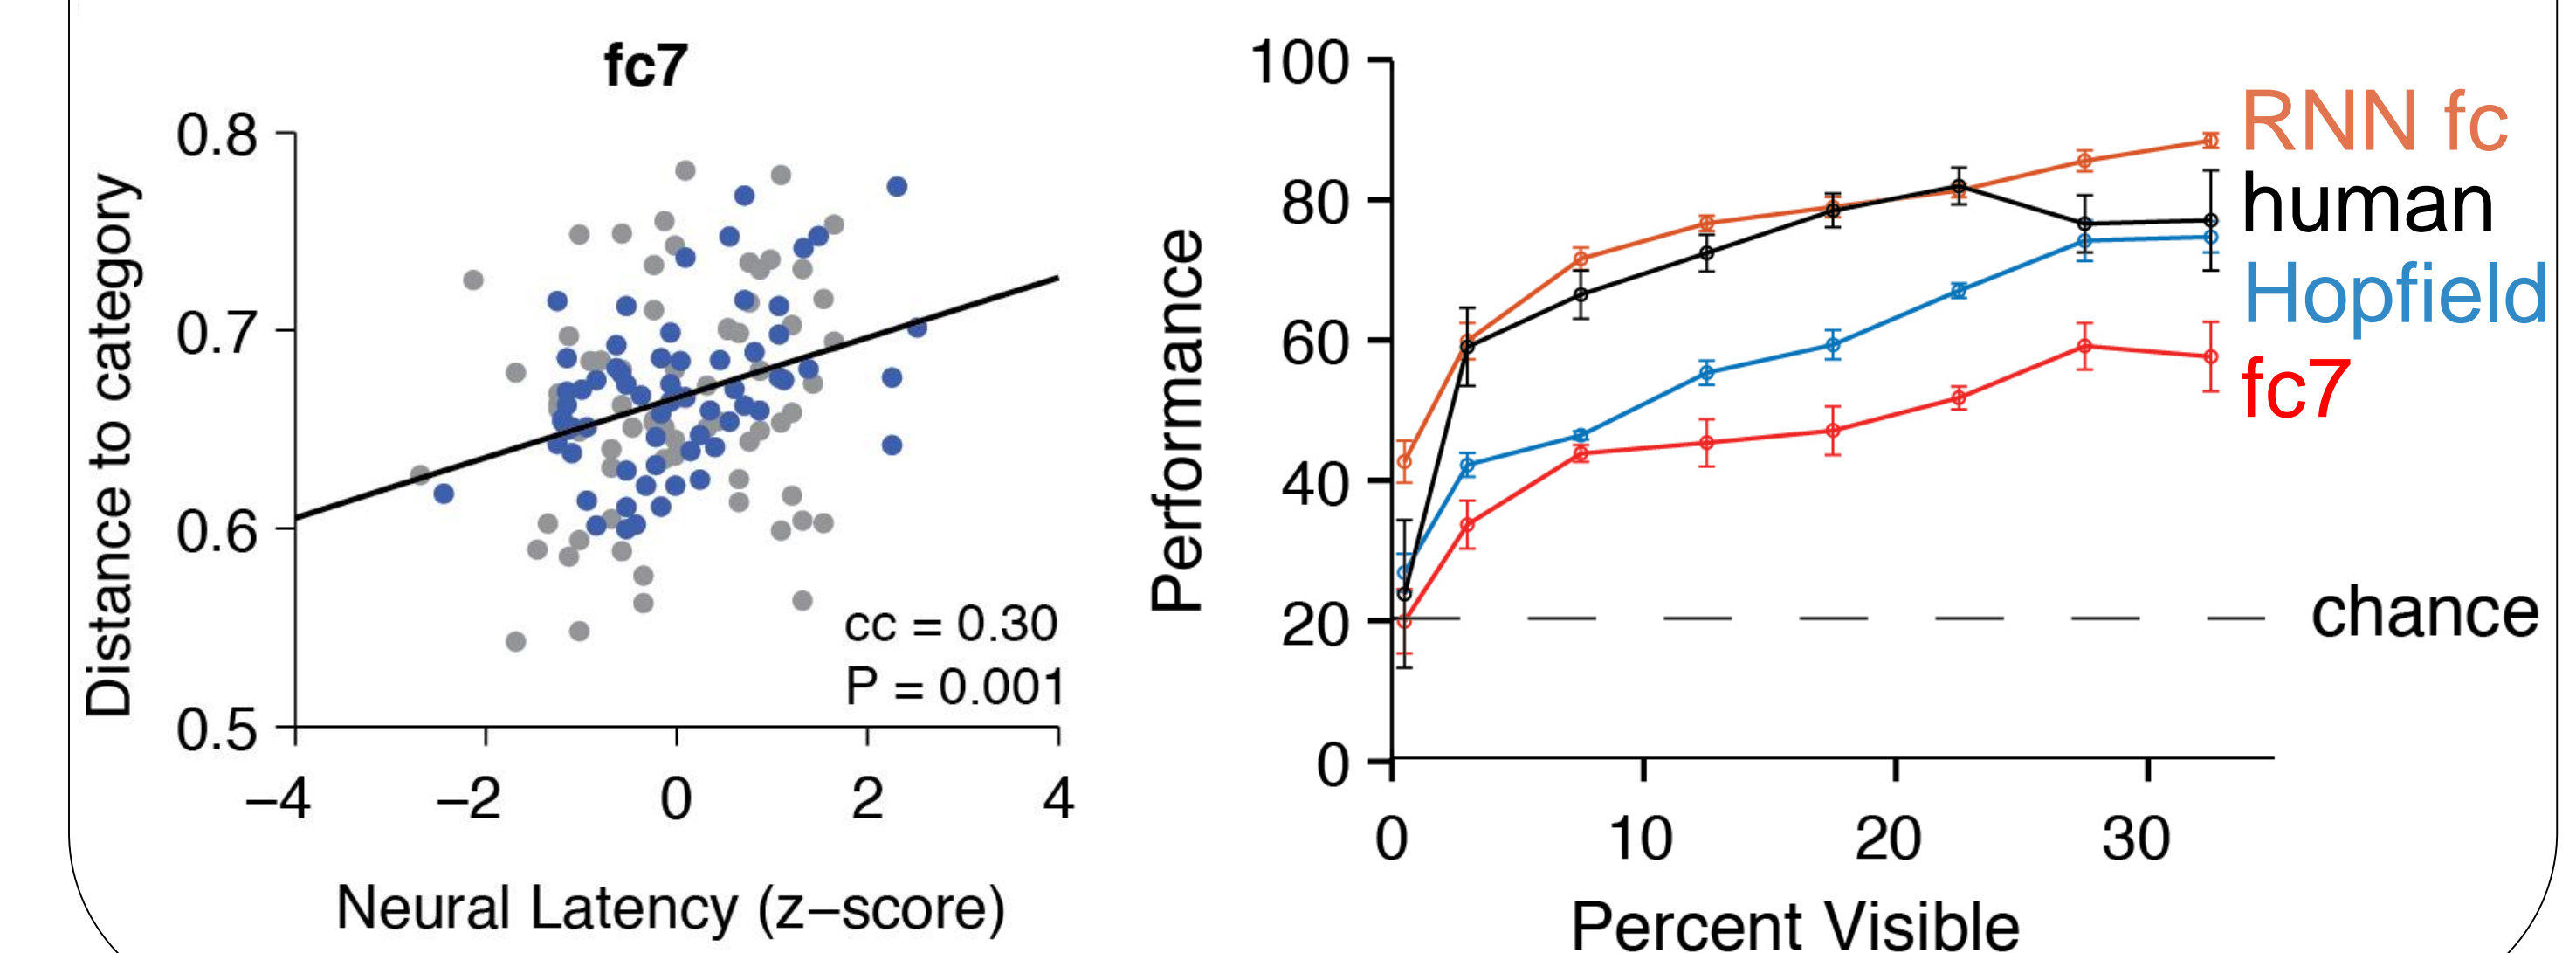 fc7
0.8
0.7
0.6
0.5
Distance to category
cc = 0.30
P = 0.001
−4 −2 0 2 4
Neural Latency (z−score)
100
80
60
40
20
0
Performance
RNN fc
human
Hopfield
fc7
chance
0 10 20 30
Percent Visible